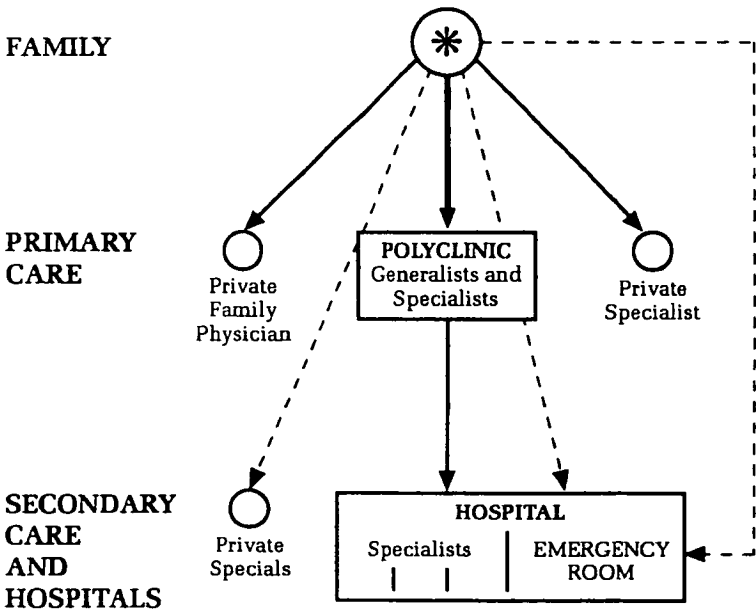 FAMILY
PRIMARY
CARE
Private
Family
Physician
POLYCLINIC
Generalists and
Specialists
Private
Specialist
SECONDARY
CARE
AND
HOSPITALS
Private
Specials
HOSPITAL
Specialists
EMERGENCY
ROOM